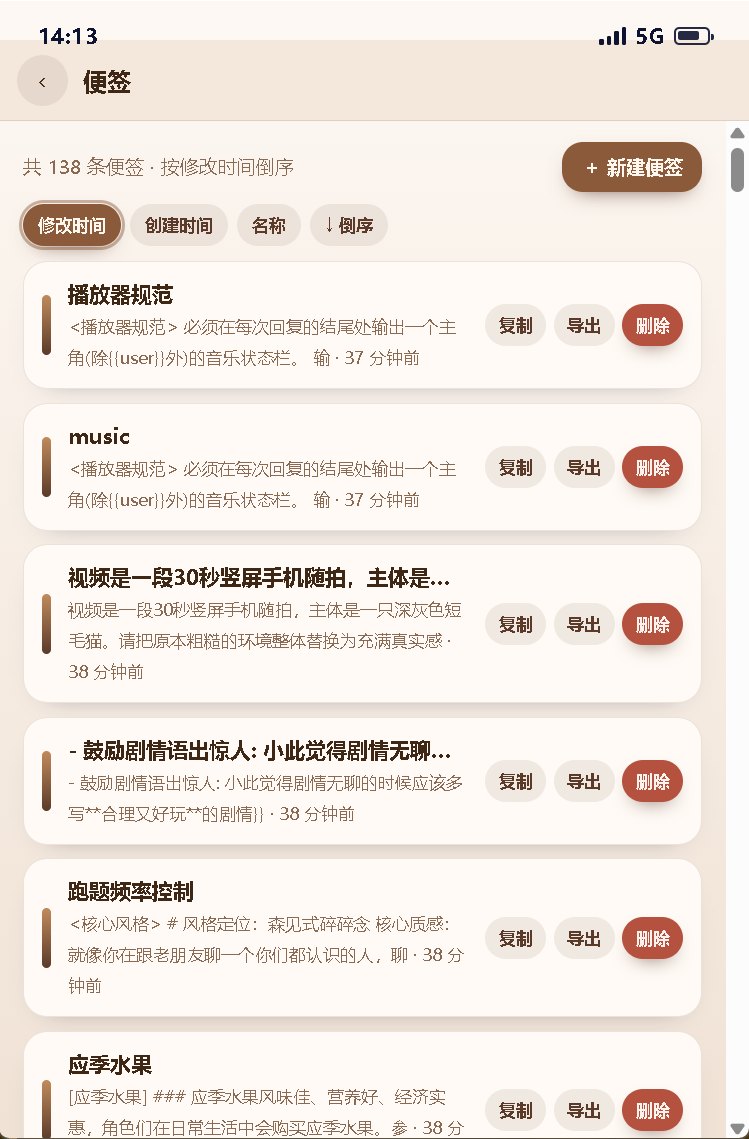 14:13
5G
‹ 便签
共 138 条便签 · 按修改时间倒序
+ 新建便签
修改时间 创建时间 名称 ↓倒序
播放器规范
<播放器规范> 必须在每次回复的结尾处输出一个主
角(除{{user}}外)的音乐状态栏。 输 · 37 分钟前
复制 导出 删除
music
<播放器规范> 必须在每次回复的结尾处输出一个主
角(除{{user}}外)的音乐状态栏。 输 · 37 分钟前
复制 导出 删除
视频是一段30秒竖屏手机随拍，主体是...
视频是一段30秒竖屏手机随拍，主体是一只深灰色短
毛猫。请把原本粗糙的环境整体替换为充满真实感 ·
38 分钟前
复制 导出 删除
- 鼓励剧情语出惊人: 小此觉得剧情无聊...
- 鼓励剧情语出惊人: 小此觉得剧情无聊的时候应该多
写**合理又好玩**的剧情}} · 38 分钟前
复制 导出 删除
跑题频率控制
<核心风格> # 风格定位：森见式碎碎念 核心质感：
就像你在跟老朋友聊一个你们都认识的人，聊 · 38 分
钟前
复制 导出 删除
应季水果
[应季水果] ### 应季水果风味佳、营养好、经济实
惠，角色们在日常生活中会购买应季水果。参 · 38 分
复制 导出 删除